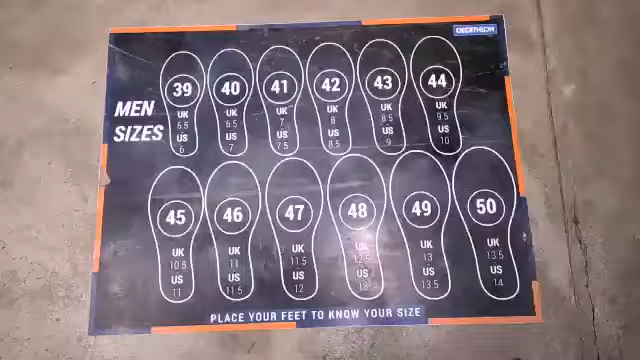 DECATHLON
MEN
SIZES
39 40 41 42 43 44
UK UK UK UK UK UK
5.5 6.5 7 8 8.5 9.5
US US US US US US
6 7 7.5 8.5 9 10
45 46 47 48 49 50
UK UK UK UK UK UK
10.5 11 11.5 12.5 13 13.5
US US US US US US
11 11.5 12 13 13.5 14
PLACE YOUR FEET TO KNOW YOUR SIZE